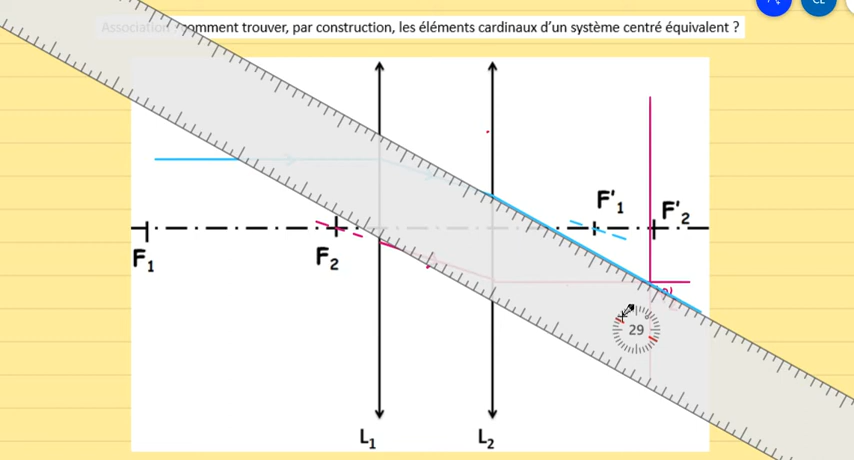 Association : comment trouver, par construction, les éléments cardinaux d'un système centré équivalent ?
F'₁
F'₂
F₁
F₂
29
L₁
L₂